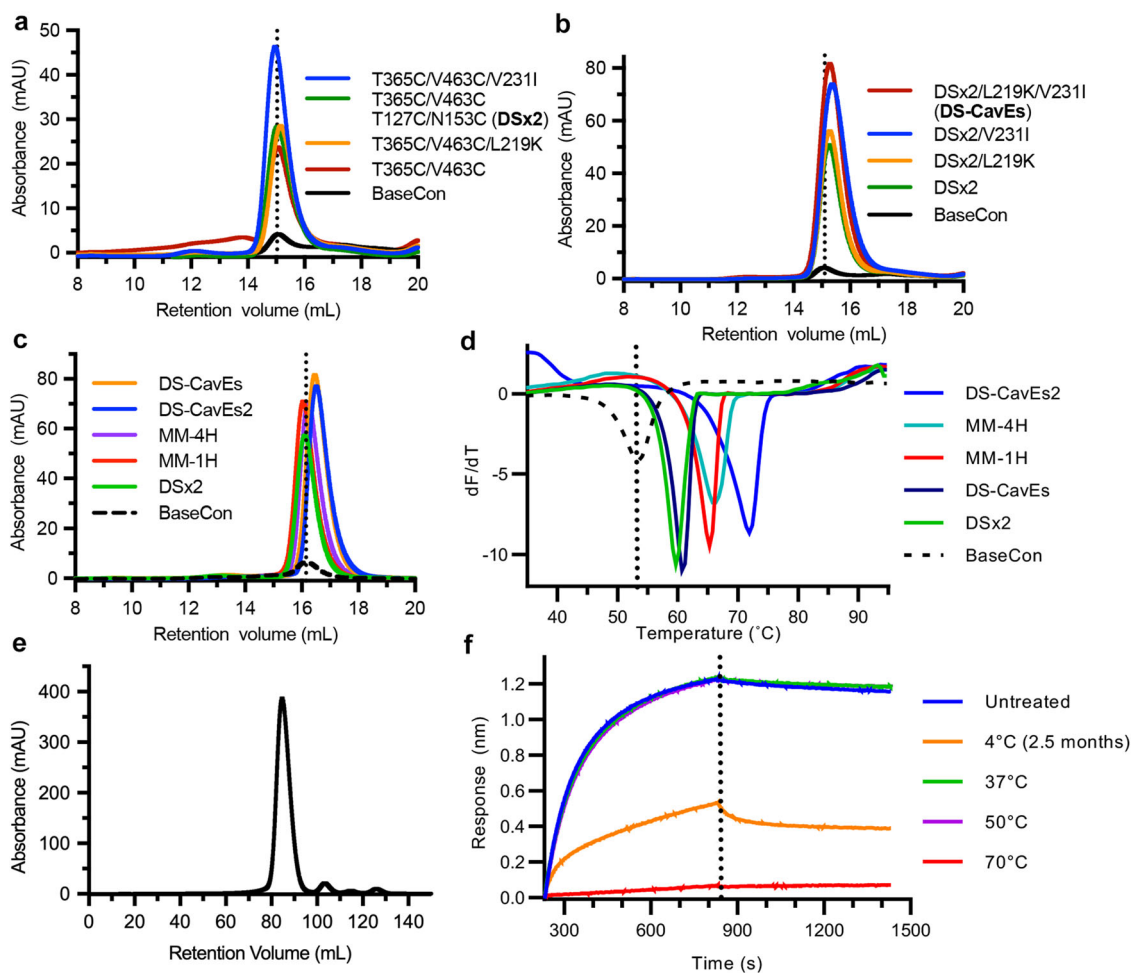 a
Absorbance (mAU)
50
40
30
20
10
0
8 10 12 14 16 18 20
Retention volume (mL)
T365C/V463C/V231I
T365C/V463C
T127C/N153C (DSx2)
T365C/V463C/L219K
T365C/V463C
BaseCon
b
Absorbance (mAU)
80
60
40
20
0
8 10 12 14 16 18 20
Retention volume (mL)
DSx2/L219K/V231I
(DS-CavEs)
DSx2/V231I
DSx2/L219K
DSx2
BaseCon
c
Absorbance (mAU)
80
60
40
20
0
8 10 12 14 16 18 20
Retention volume (mL)
DS-CavEs
DS-CavEs2
MM-4H
MM-1H
DSx2
BaseCon
d
dF/dT
0
-5
-10
40 50 60 70 80 90
Temperature (˚C)
DS-CavEs2
MM-4H
MM-1H
DS-CavEs
DSx2
BaseCon
e
Absorbance (mAU)
400
300
200
100
0
0 20 40 60 80 100 120 140
Retention Volume (mL)
f
Response (nm)
1.2
1.0
0.8
0.6
0.4
0.2
0.0
300 600 900 1200 1500
Time (s)
Untreated
4°C (2.5 months)
37°C
50°C
70°C